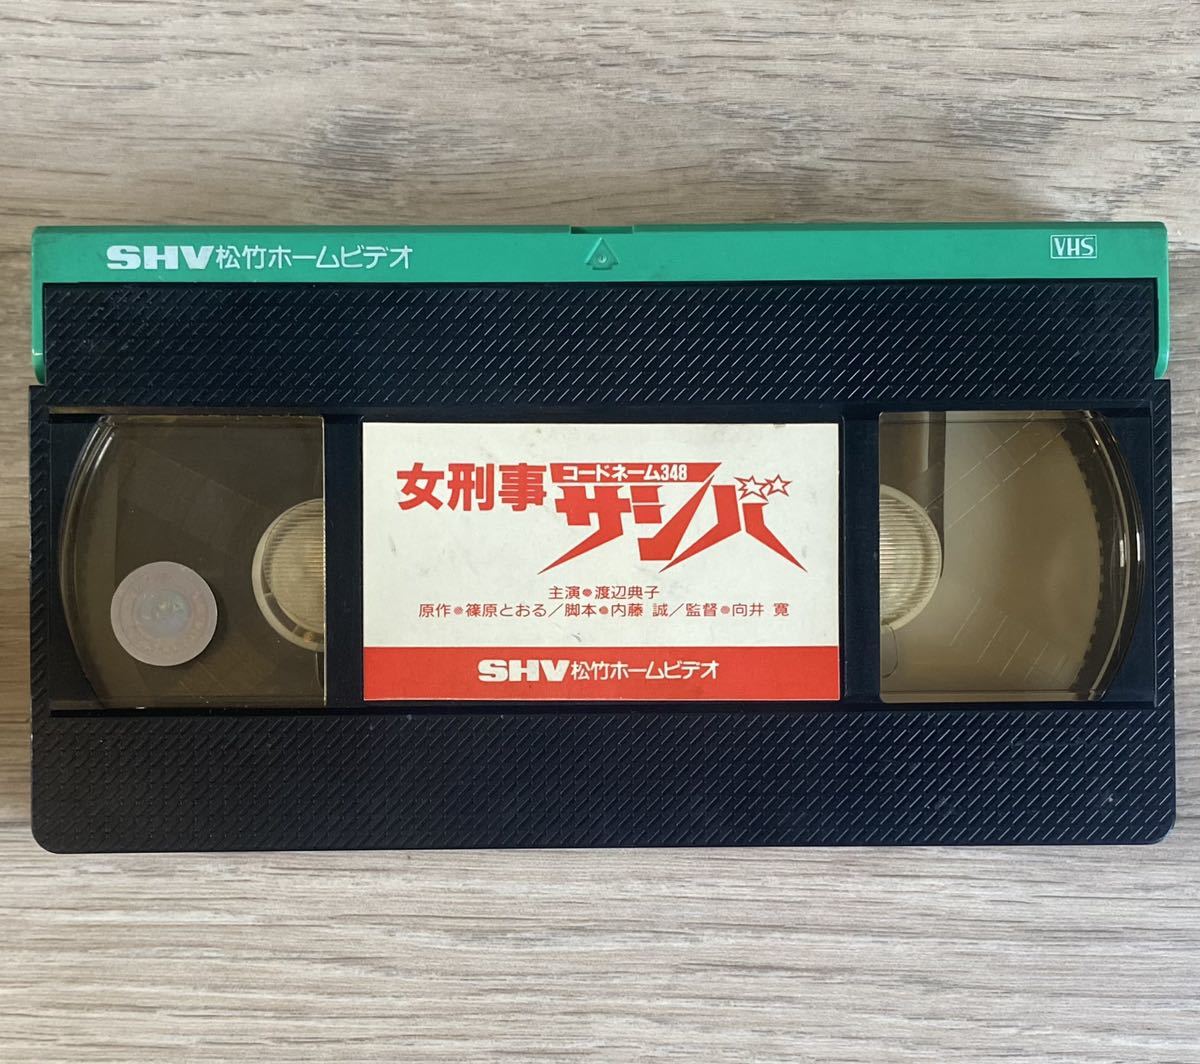 SHV松竹ホームビデオ
VHS
コードネーム348
女刑事サシバ
主演●渡辺典子
原作●篠原とおる／脚本●内藤 誠／監督●向井 寛
SHV松竹ホームビデオ